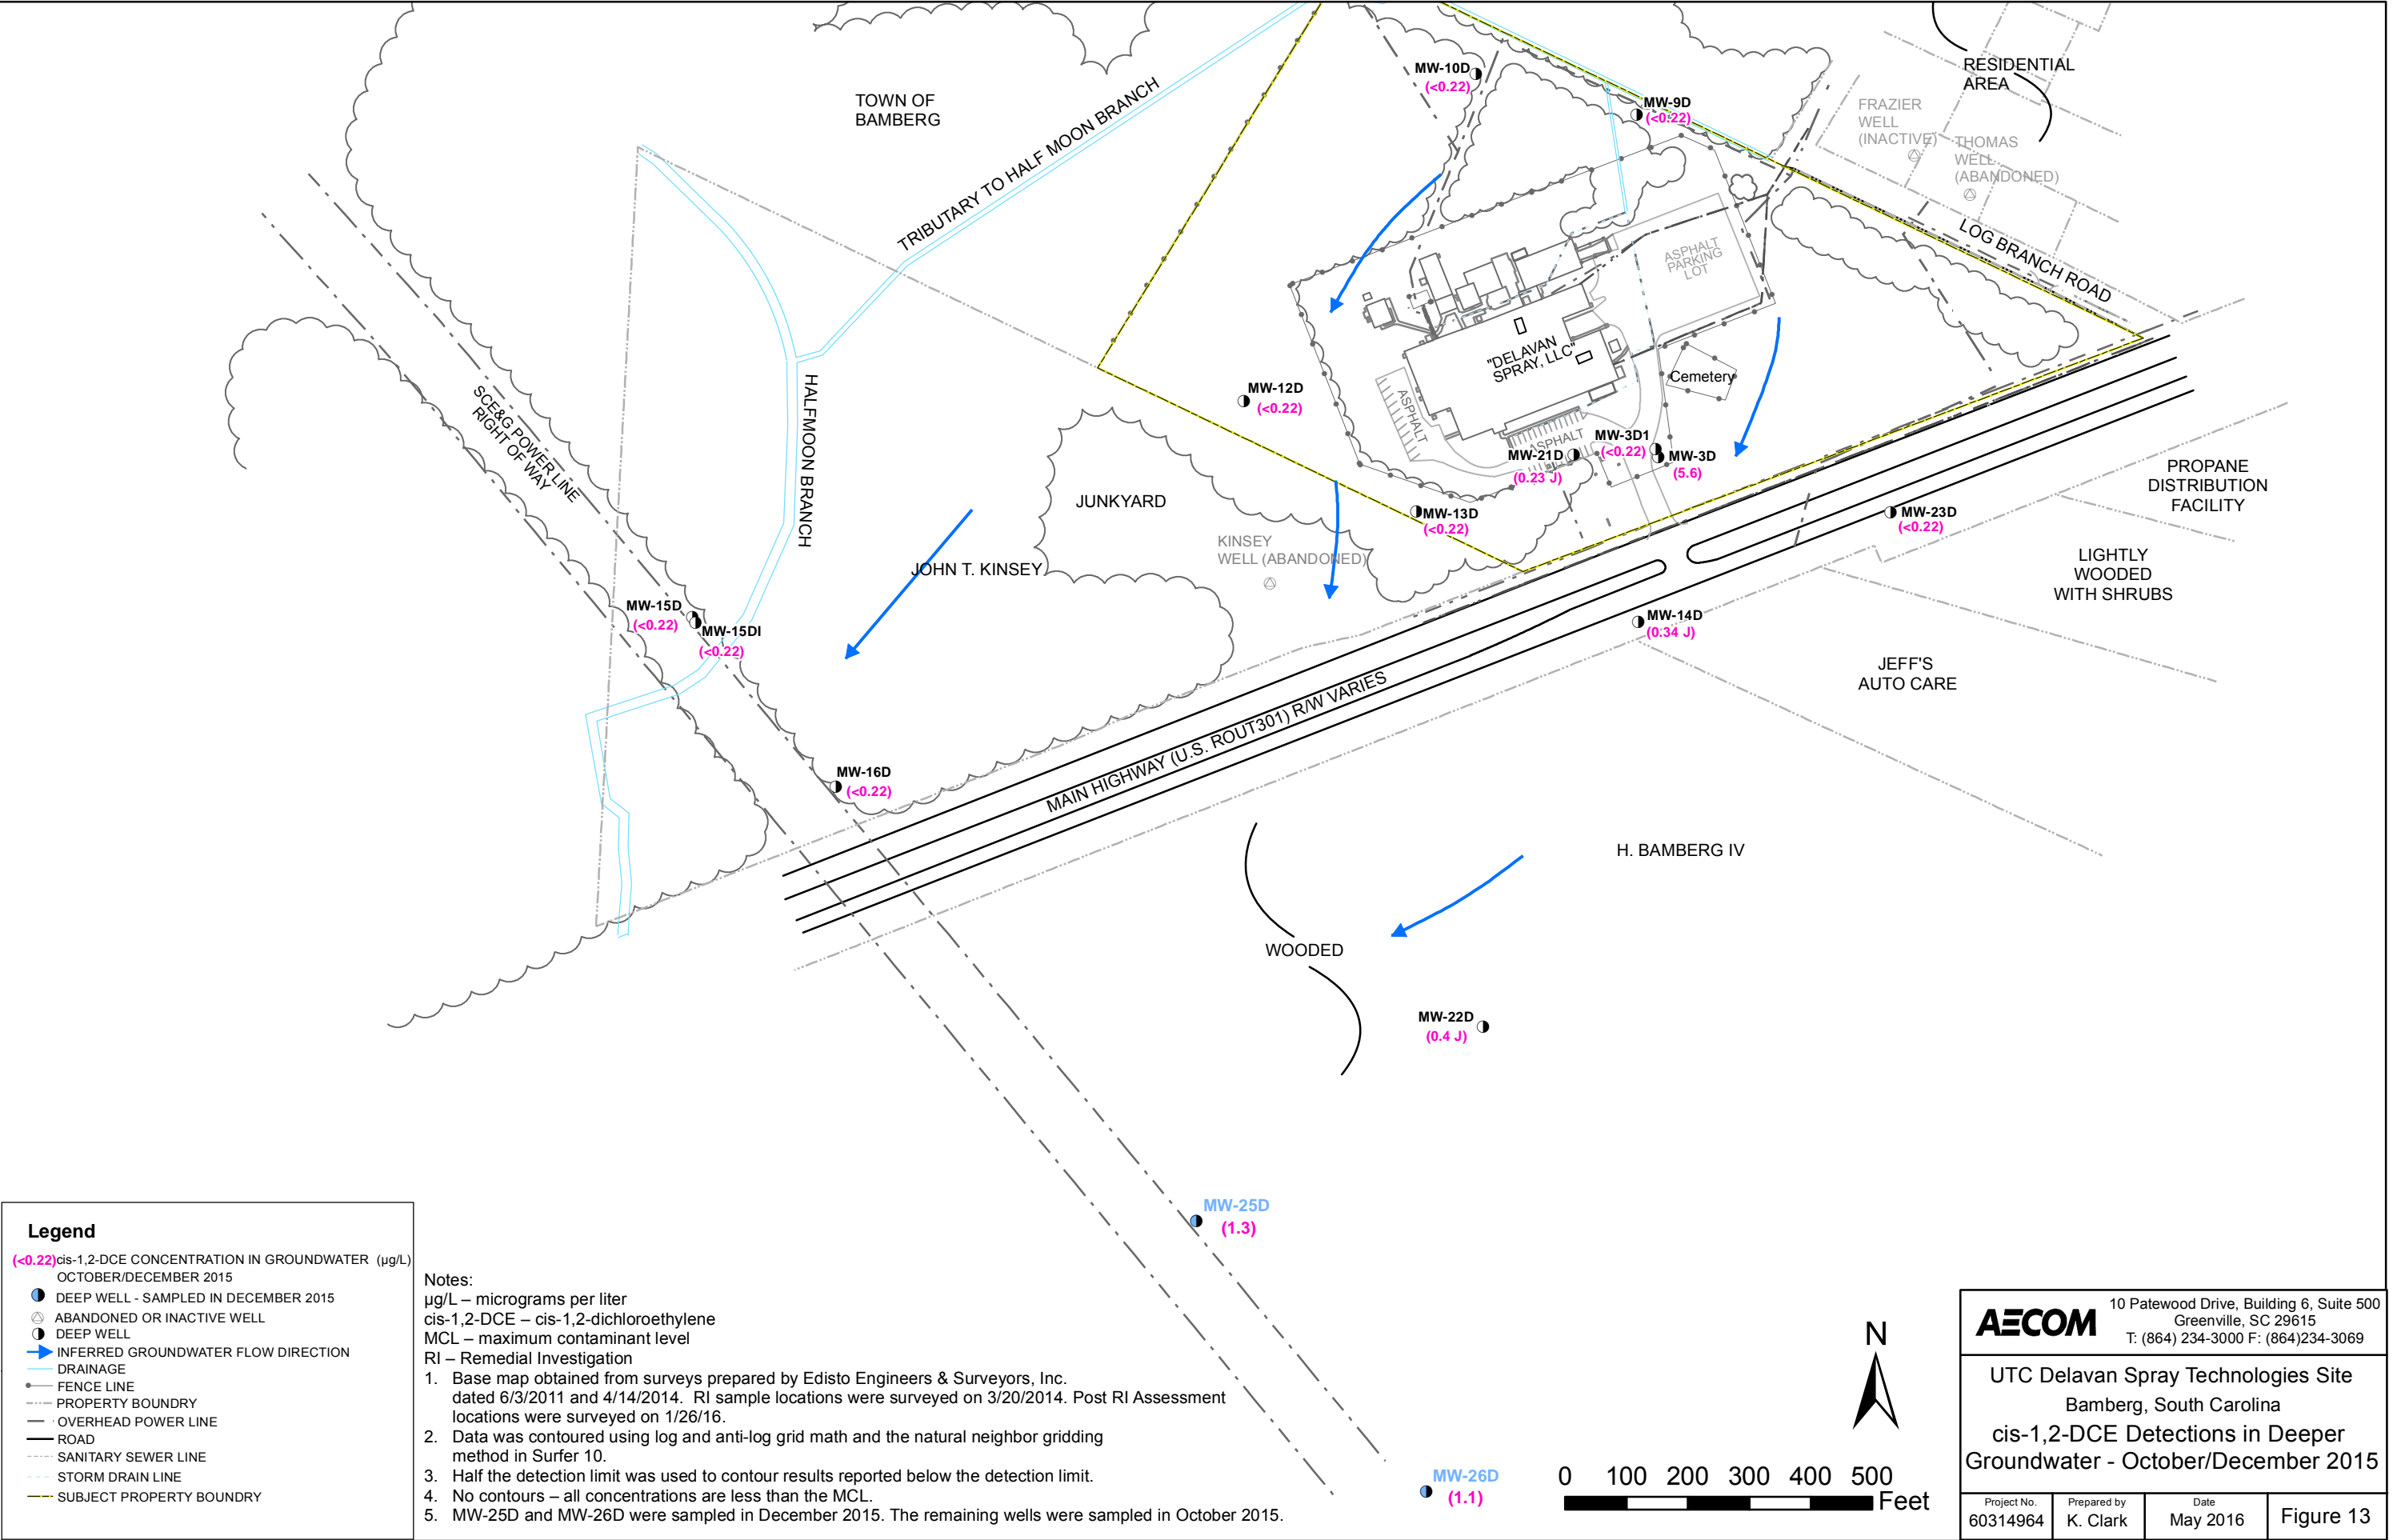 TOWN OF
BAMBERG
TRIBUTARY TO HALF MOON BRANCH
MW-10D
(<0.22)
MW-9D
(<0.22)
RESIDENTIAL
AREA
FRAZIER
WELL
(INACTIVE)
THOMAS
WELL
(ABANDONED)
LOG BRANCH ROAD
ASPHALT
PARKING
LOT
"DELAVAN
SPRAY, LLC"
Cemetery
ASPHALT
ASPHALT
MW-12D
(<0.22)
MW-3D1
(<0.22)
MW-3D
(5.6)
MW-21D
(0.23 J)
MW-13D
(<0.22)
MW-23D
(<0.22)
PROPANE
DISTRIBUTION
FACILITY
LIGHTLY
WOODED
WITH SHRUBS
SCE&G POWER LINE
RIGHT OF WAY
HALFMOON BRANCH
JUNKYARD
JOHN T. KINSEY
KINSEY
WELL (ABANDONED)
MW-15D
(<0.22)
MW-15DI
(<0.22)
MW-14D
(0.34 J)
JEFF'S
AUTO CARE
MAIN HIGHWAY (U.S. ROUT301) R/W VARIES
MW-16D
(<0.22)
H. BAMBERG IV
WOODED
MW-22D
(0.4 J)
MW-25D
(1.3)
MW-26D
(1.1)
Legend
(<0.22) cis-1,2-DCE CONCENTRATION IN GROUNDWATER (µg/L)
OCTOBER/DECEMBER 2015
DEEP WELL - SAMPLED IN DECEMBER 2015
ABANDONED OR INACTIVE WELL
DEEP WELL
INFERRED GROUNDWATER FLOW DIRECTION
DRAINAGE
FENCE LINE
PROPERTY BOUNDRY
OVERHEAD POWER LINE
ROAD
SANITARY SEWER LINE
STORM DRAIN LINE
SUBJECT PROPERTY BOUNDRY
Notes:
µg/L – micrograms per liter
cis-1,2-DCE – cis-1,2-dichloroethylene
MCL – maximum contaminant level
RI – Remedial Investigation
1. Base map obtained from surveys prepared by Edisto Engineers & Surveyors, Inc.
dated 6/3/2011 and 4/14/2014. RI sample locations were surveyed on 3/20/2014. Post RI Assessment
locations were surveyed on 1/26/16.
2. Data was contoured using log and anti-log grid math and the natural neighbor gridding
method in Surfer 10.
3. Half the detection limit was used to contour results reported below the detection limit.
4. No contours – all concentrations are less than the MCL.
5. MW-25D and MW-26D were sampled in December 2015. The remaining wells were sampled in October 2015.
0 100 200 300 400 500
Feet
N
AECOM
10 Patewood Drive, Building 6, Suite 500
Greenville, SC 29615
T: (864) 234-3000 F: (864)234-3069
UTC Delavan Spray Technologies Site
Bamberg, South Carolina
cis-1,2-DCE Detections in Deeper
Groundwater - October/December 2015
Project No.
60314964
Prepared by
K. Clark
Date
May 2016
Figure 13